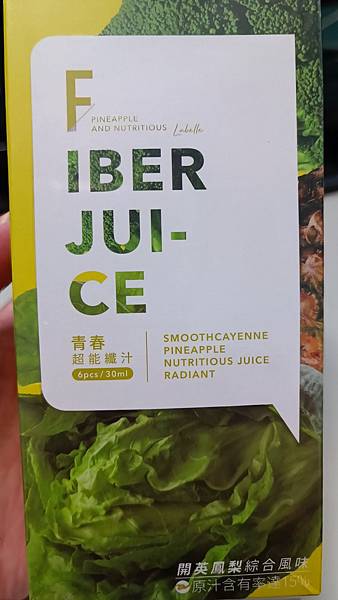 F
PINEAPPLE
AND NUTRITIOUS Labelle
IBER
JUI-
CE
青春
超能纖汁
6pcs/30ml
SMOOTHCAYENNE
PINEAPPLE
NUTRITIOUS JUICE
RADIANT
開英鳳梨綜合風味
原汁含有率達15%